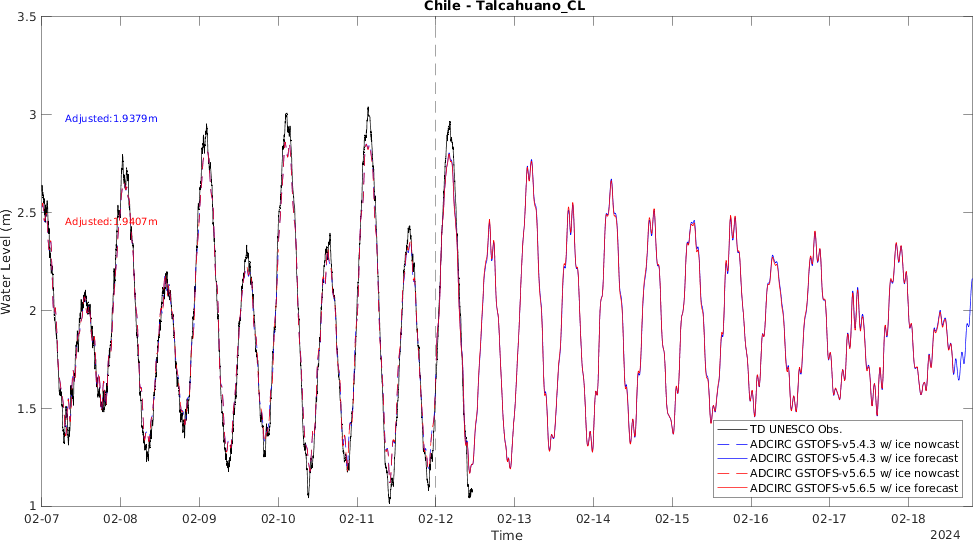 Chile - Talcahuano_CL
3.5
3
2.5
2
1.5
1
Water Level (m)
Adjusted:1.9379m
Adjusted:1.9407m
TD UNESCO Obs.
ADCIRC GSTOFS-v5.4.3 w/ ice nowcast
ADCIRC GSTOFS-v5.4.3 w/ ice forecast
ADCIRC GSTOFS-v5.6.5 w/ ice nowcast
ADCIRC GSTOFS-v5.6.5 w/ ice forecast
02-07 02-08 02-09 02-10 02-11 02-12 02-13 02-14 02-15 02-16 02-17 02-18
Time
2024